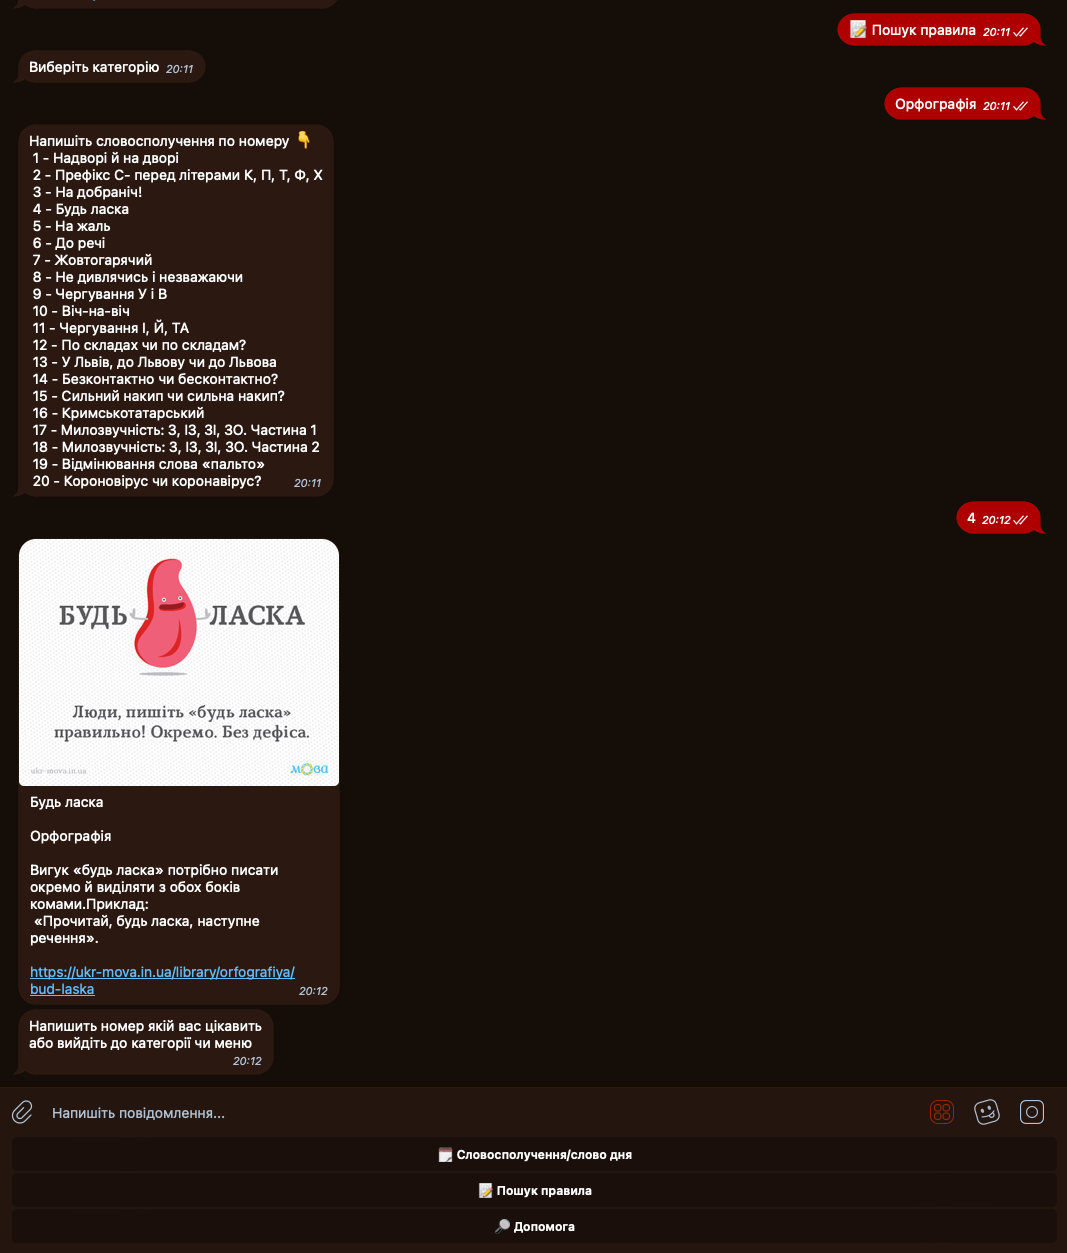 📝 Пошук правила 20:11
Виберіть категорію 20:11
Орфографія 20:11
Напишіть словосполучення по номеру 👇
1 - Надворі й на дворі
2 - Префікс С- перед літерами К, П, Т, Ф, Х
3 - На добраніч!
4 - Будь ласка
5 - На жаль
6 - До речі
7 - Жовтогарячий
8 - Не дивлячись і незважаючи
9 - Чергування У і В
10 - Віч-на-віч
11 - Чергування І, Й, ТА
12 - По складах чи по складам?
13 - У Львів, до Львову чи до Львова
14 - Безконтактно чи бесконтактно?
15 - Сильний накип чи сильна накип?
16 - Кримськотатарський
17 - Милозвучність: З, ІЗ, ЗІ, ЗО. Частина 1
18 - Милозвучність: З, ІЗ, ЗІ, ЗО. Частина 2
19 - Відмінювання слова «пальто»
20 - Короновірус чи коронавірус? 20:11
4 20:12
БУДЬ ЛАСКА
Люди, пишіть «будь ласка»
правильно! Окремо. Без дефіса.
ukr-mova.in.ua мова
Будь ласка
Орфографія
Вигук «будь ласка» потрібно писати
окремо й виділяти з обох боків
комами.Приклад:
«Прочитай, будь ласка, наступне
речення».
https://ukr-mova.in.ua/library/orfografiya/
bud-laska 20:12
Напишить номер якій вас цікавить
або вийдіть до категорії чи меню
20:12
Напишіть повідомлення...
Словосполучення/слово дня
📝 Пошук правила
🔎 Допомога